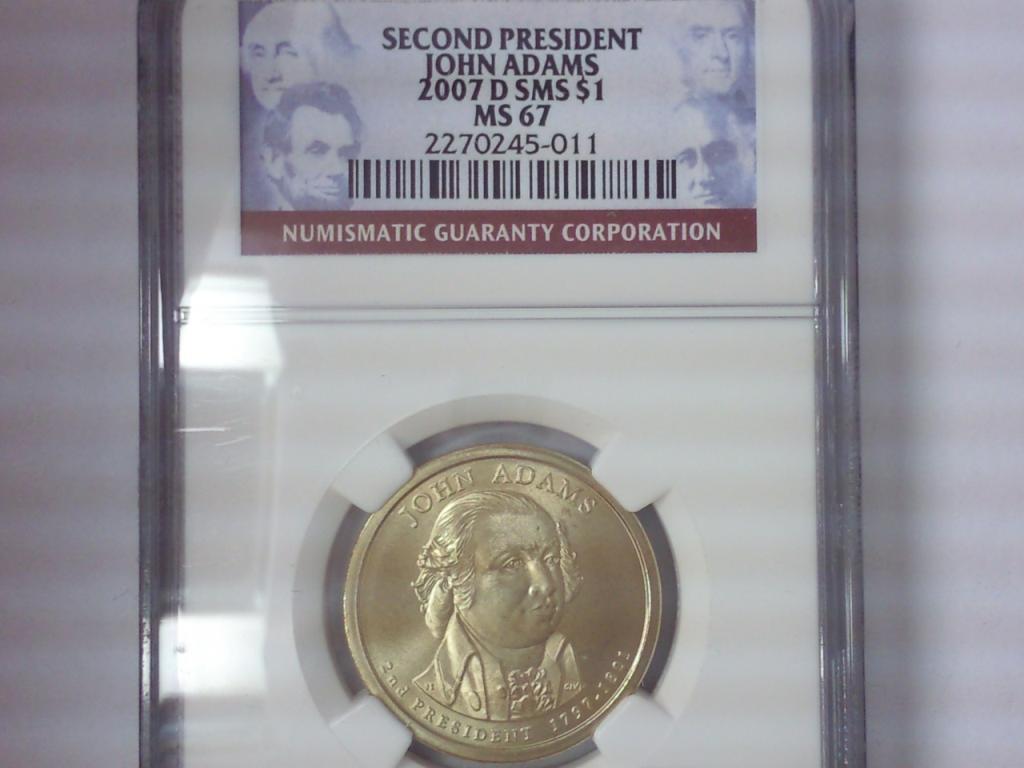 SECOND PRESIDENT
JOHN ADAMS
2007 D SMS $1
MS 67
2270245-011
NUMISMATIC GUARANTY CORPORATION
JOHN ADAMS
2nd PRESIDENT 1797-1801